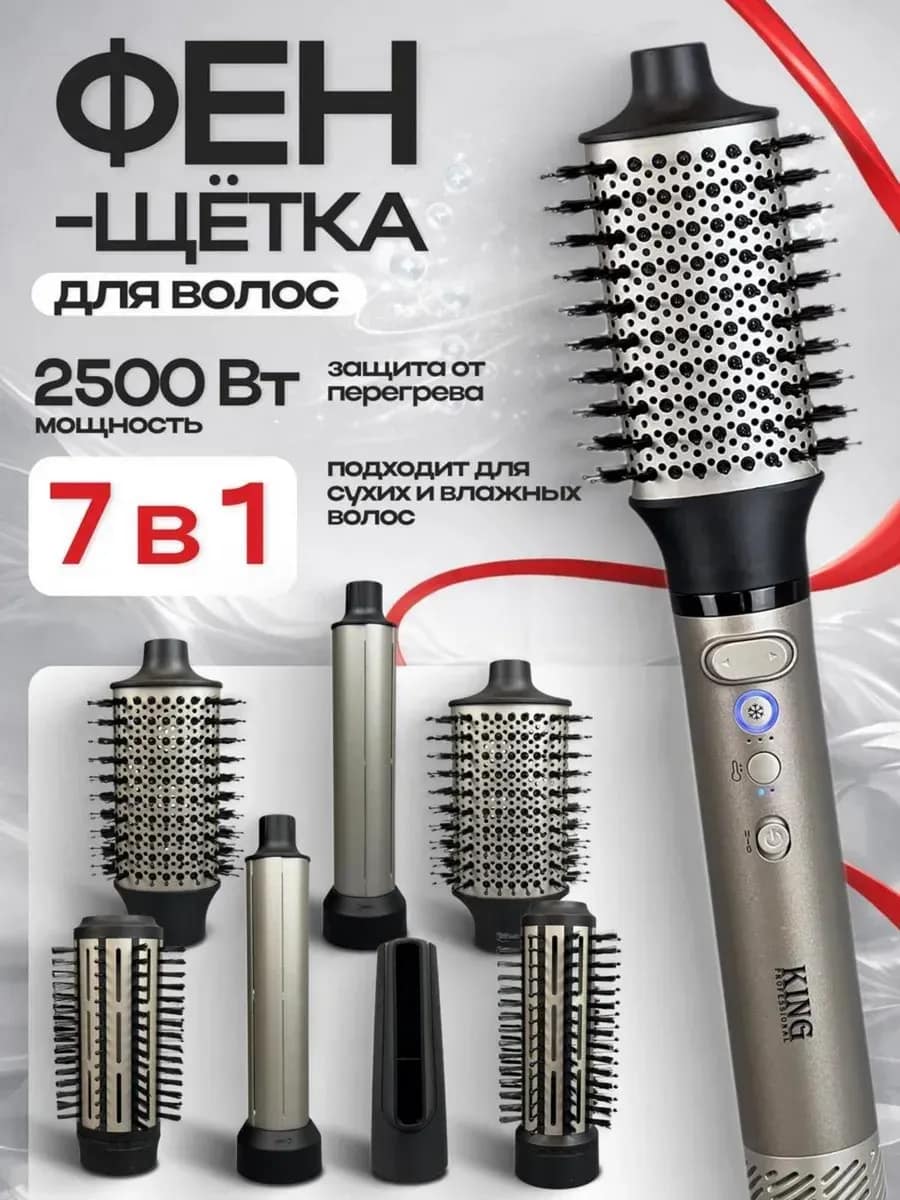 ФЕН
-ЩЁТКА
для волос
2500 Вт
мощность
защита от
перегрева
7 в 1
подходит для
сухих и влажных
волос
KING
PROFESSIONAL